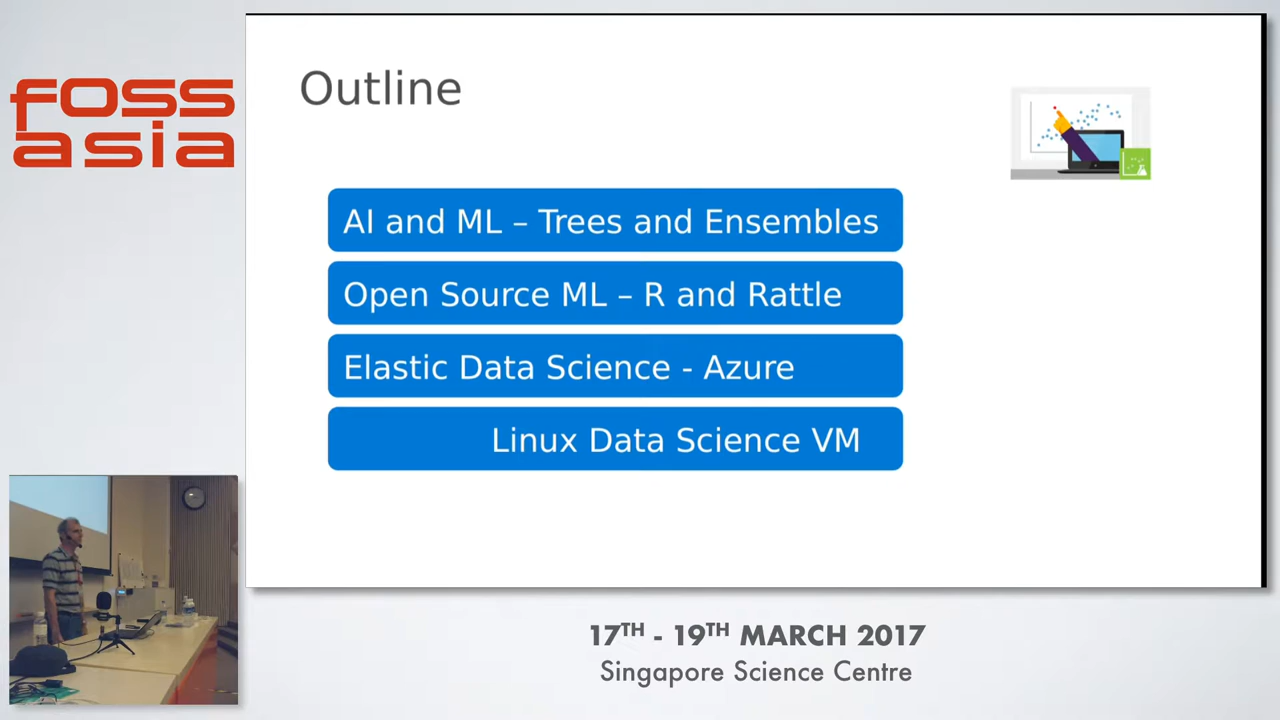 foss
asia
Outline
AI and ML – Trees and Ensembles
Open Source ML – R and Rattle
Elastic Data Science - Azure
Linux Data Science VM
17TH - 19TH MARCH 2017
Singapore Science Centre